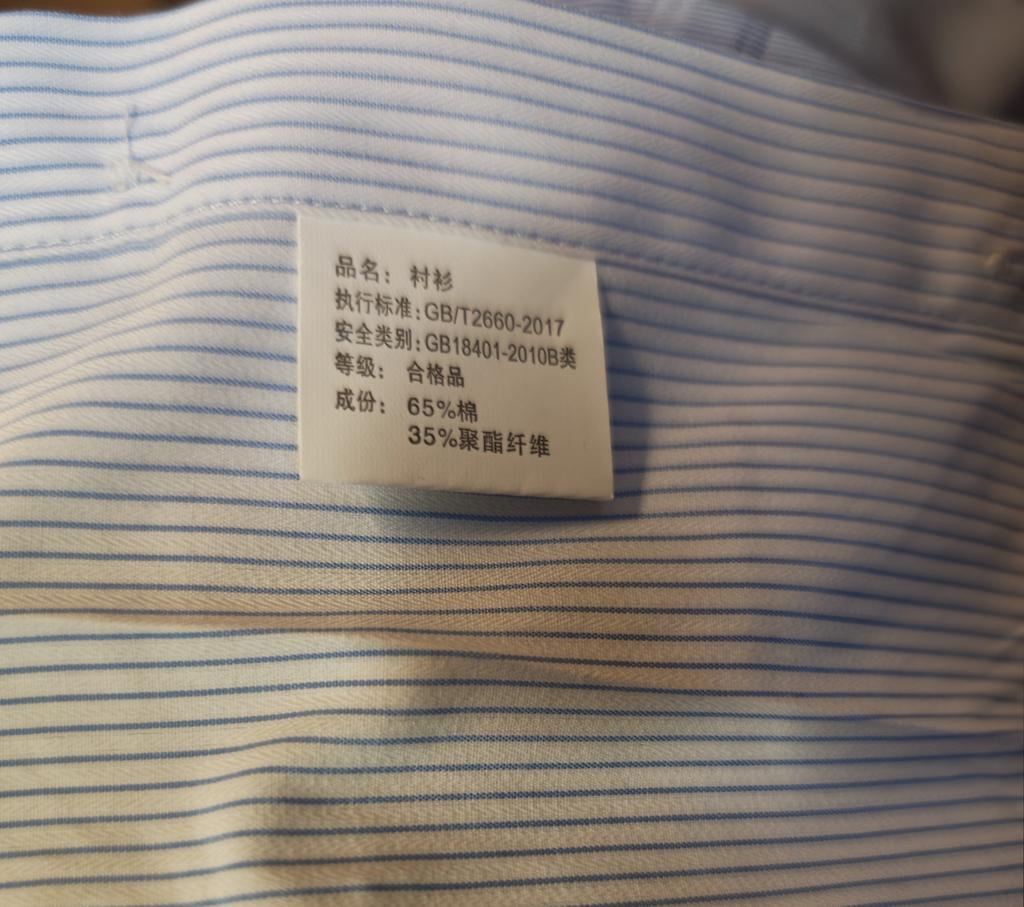 品名： 衬衫
执行标准：GB/T2660-2017
安全类别：GB18401-2010B类
等级： 合格品
成份： 65%棉
35%聚酯纤维